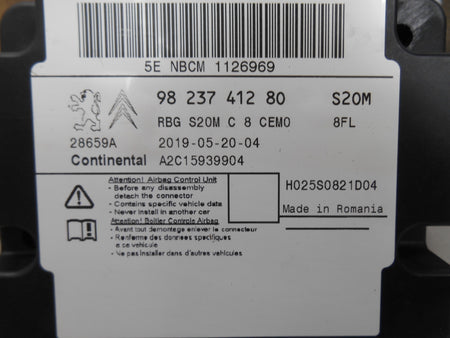 5E NBCM 1126969
98 237 412 80 S20M
RBG S20M C 8 CEMO 8FL
28659A 2019-05-20-04
Continental A2C15939904
Attention! Airbag Control Unit
- Before any disassembly
detach the connector
- Contains specific vehicle data
- Never install in another car
Attention! Boitier Controle Airbag
- Avant tout demontage enlever le connecteur
- Renferme des donnees specifiques
a ce vehicule
- Ne pas installer dans d'autres vehicules
H025S0821D04
Made in Romania